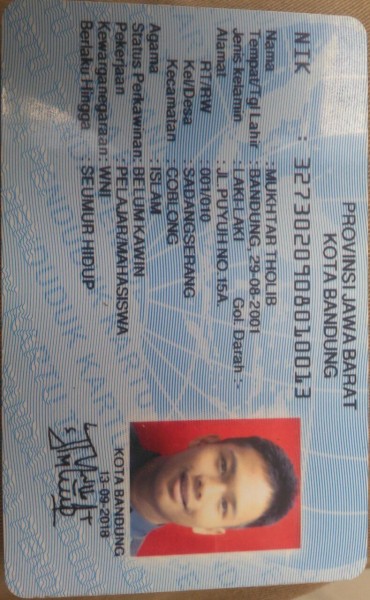 PROVINSI JAWA BARAT
KOTA BANDUNG
NIK : 3273020908010013
Nama : MUKHTAR THOLIB
Tempat/Tgl Lahir : BANDUNG, 29-08-2001
Jenis kelamin : LAKI-LAKI Gol. Darah : -
Alamat : JL. PUYUH NO. 15A
RT/RW : 001/010
Kel/Desa : SADANGSERANG
Kecamatan : COBLONG
Agama : ISLAM
Status Perkawinan: BELUM KAWIN
Pekerjaan : PELAJAR/MAHASISWA
Kewarganegaraan: WNI
Berlaku Hingga : SEUMUR HIDUP
KOTA BANDUNG
13-09-2018